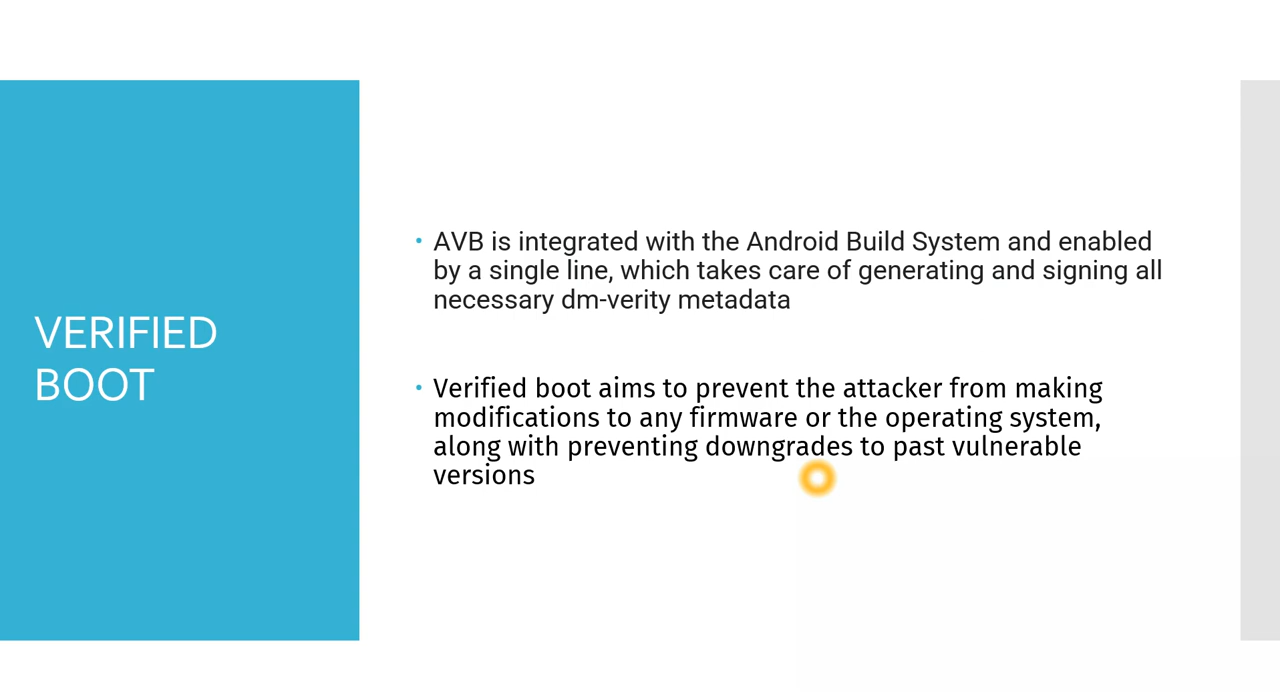 VERIFIED
BOOT
• AVB is integrated with the Android Build System and enabled
by a single line, which takes care of generating and signing all
necessary dm-verity metadata
• Verified boot aims to prevent the attacker from making
modifications to any firmware or the operating system,
along with preventing downgrades to past vulnerable
versions